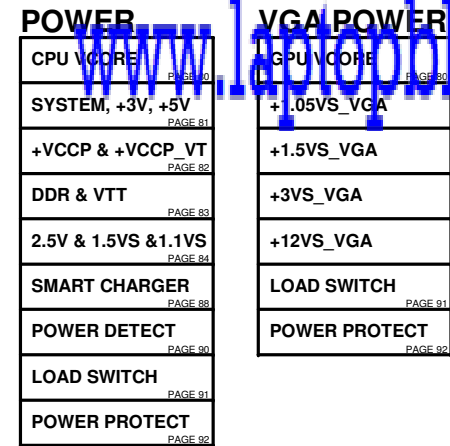 POWER
CPU VCORE
PAGE 80
SYSTEM, +3V, +5V
PAGE 81
+VCCP & +VCCP_VT
PAGE 82
DDR & VTT
PAGE 83
2.5V & 1.5VS &1.1VS
PAGE 84
SMART CHARGER
PAGE 88
POWER DETECT
PAGE 90
LOAD SWITCH
PAGE 91
POWER PROTECT
PAGE 92
VGA POWER
GPU VCORE
+1.05VS_VGA
+1.5VS_VGA
+3VS_VGA
+12VS_VGA
LOAD SWITCH
PAGE 91
POWER PROTECT
PAGE 92
www.laptopbl